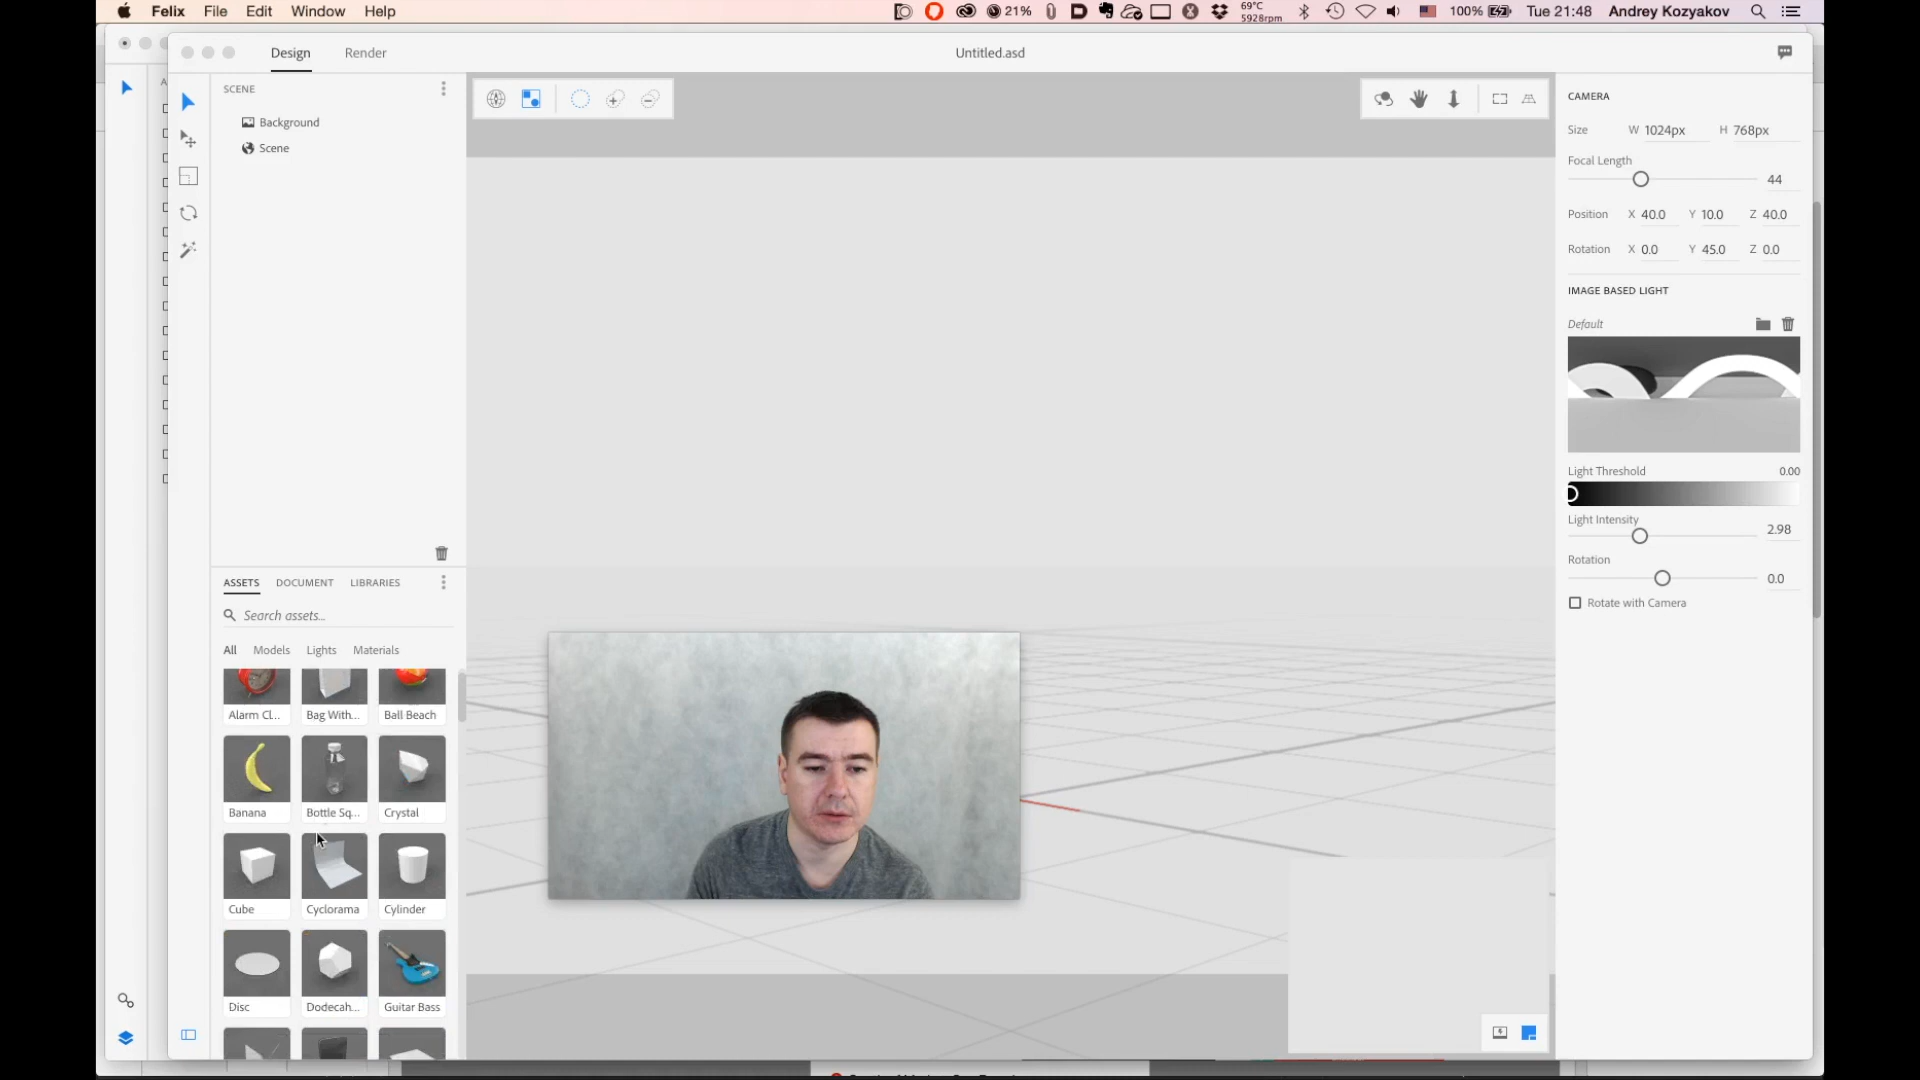 Felix File Edit Window Help
21% 69°C 5928rpm 100% Tue 21:48 Andrey Kozyakov
Design Render Untitled.asd
SCENE
Background
Scene
ASSETS DOCUMENT LIBRARIES
Search assets...
All Models Lights Materials
Alarm Cl... Bag With... Ball Beach
Banana Bottle Sq... Crystal
Cube Cyclorama Cylinder
Disc Dodecah... Guitar Bass
CAMERA
Size W 1024px H 768px
Focal Length
44
Position X 40.0 Y 10.0 Z 40.0
Rotation X 0.0 Y 45.0 Z 0.0
IMAGE BASED LIGHT
Default
Light Threshold 0.00
Light Intensity
2.98
Rotation
0.0
Rotate with Camera